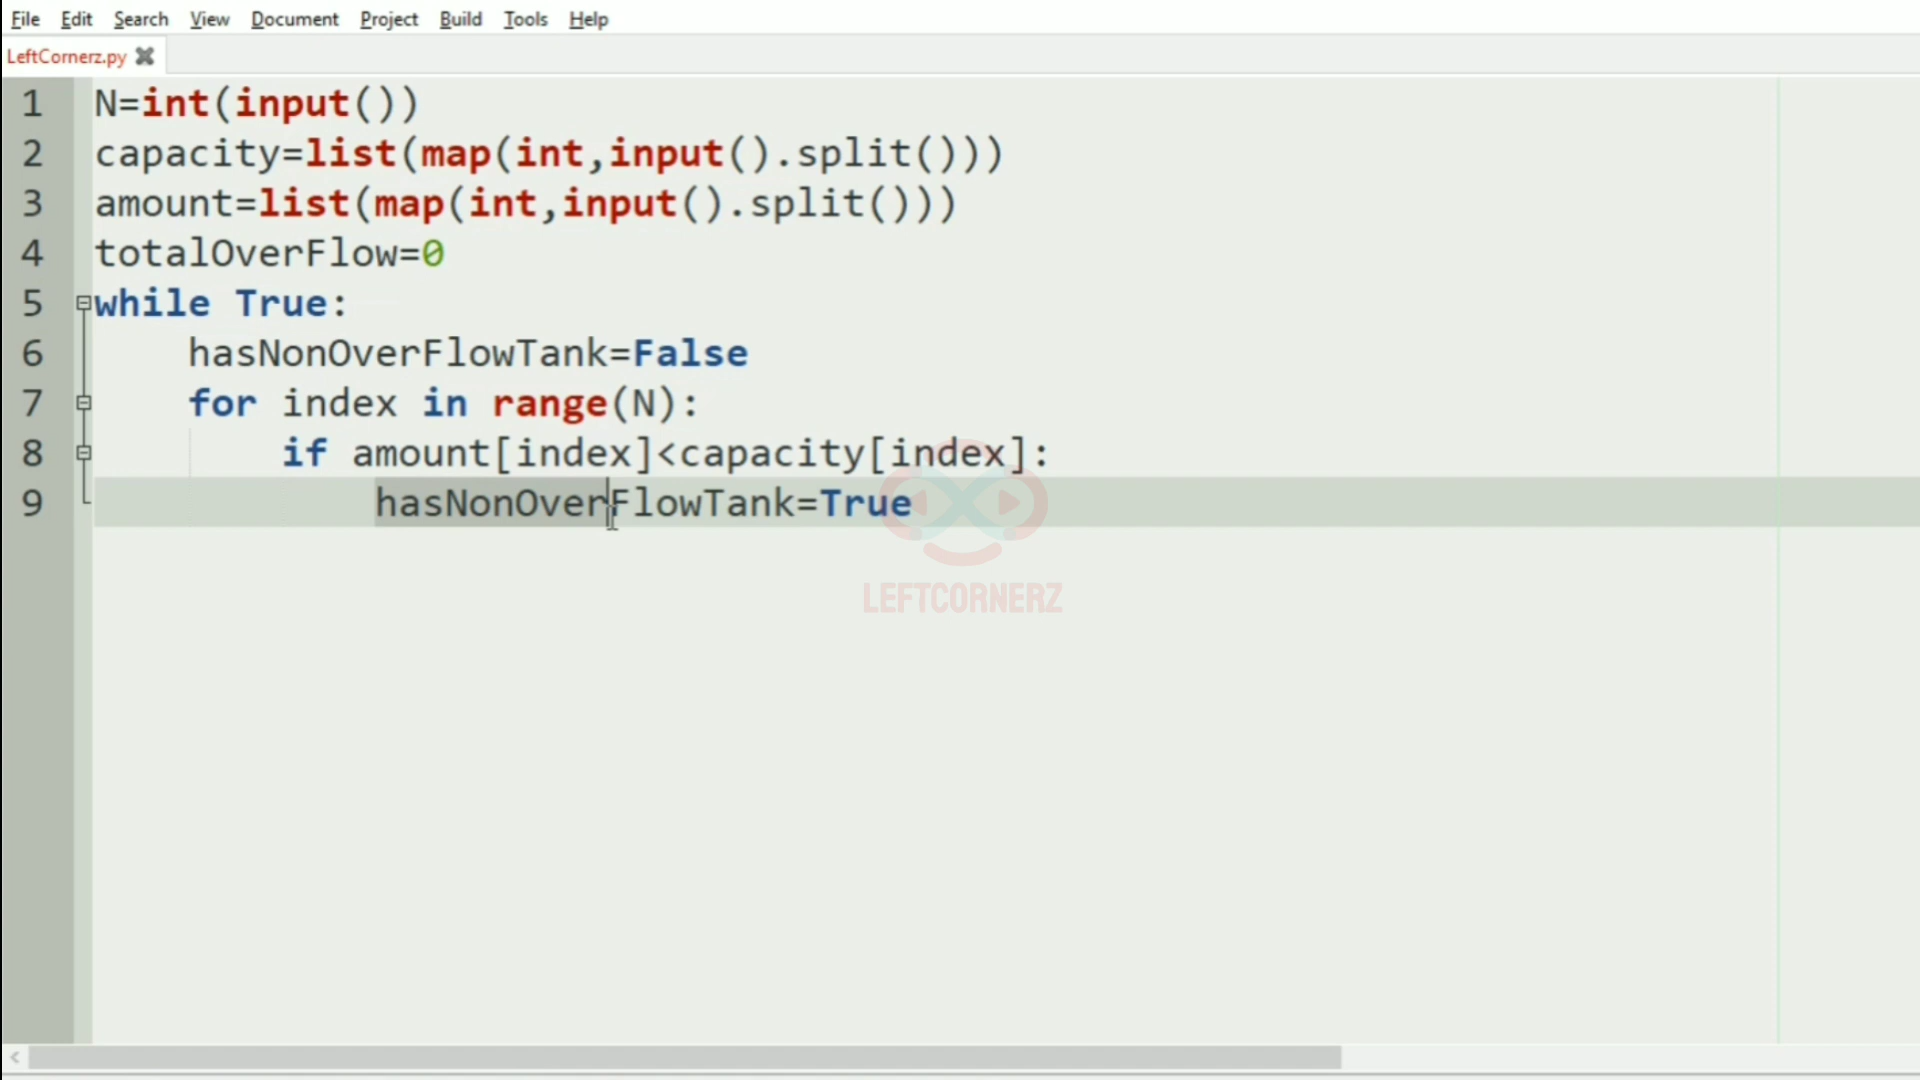 File Edit Search View Document Project Build Tools Help
LeftCornerz.py
1 N=int(input())
2 capacity=list(map(int,input().split()))
3 amount=list(map(int,input().split()))
4 totalOverFlow=0
5 while True:
6 hasNonOverFlowTank=False
7 for index in range(N):
8 if amount[index]<capacity[index]:
9 hasNonOverFlowTank=True
LEFTCORNERZ